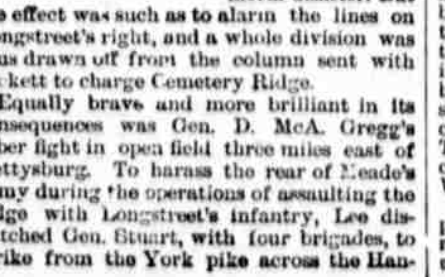 effect was such as to alarm the lines on
ngstreet's right, and a whole division was
us drawn off from the column sent with
kett to charge Cemetery Ridge.
Equally brave and more brilliant in its
nsequences was Gen. D. McA. Gregg's
ber fight in open field three miles east of
ttysburg. To harass the rear of Meade's
my during the operations of assaulting the
dge with Longstreet's infantry, Lee dis-
tched Gen. Stuart, with four brigades, to
rike from the York pike across the Han-